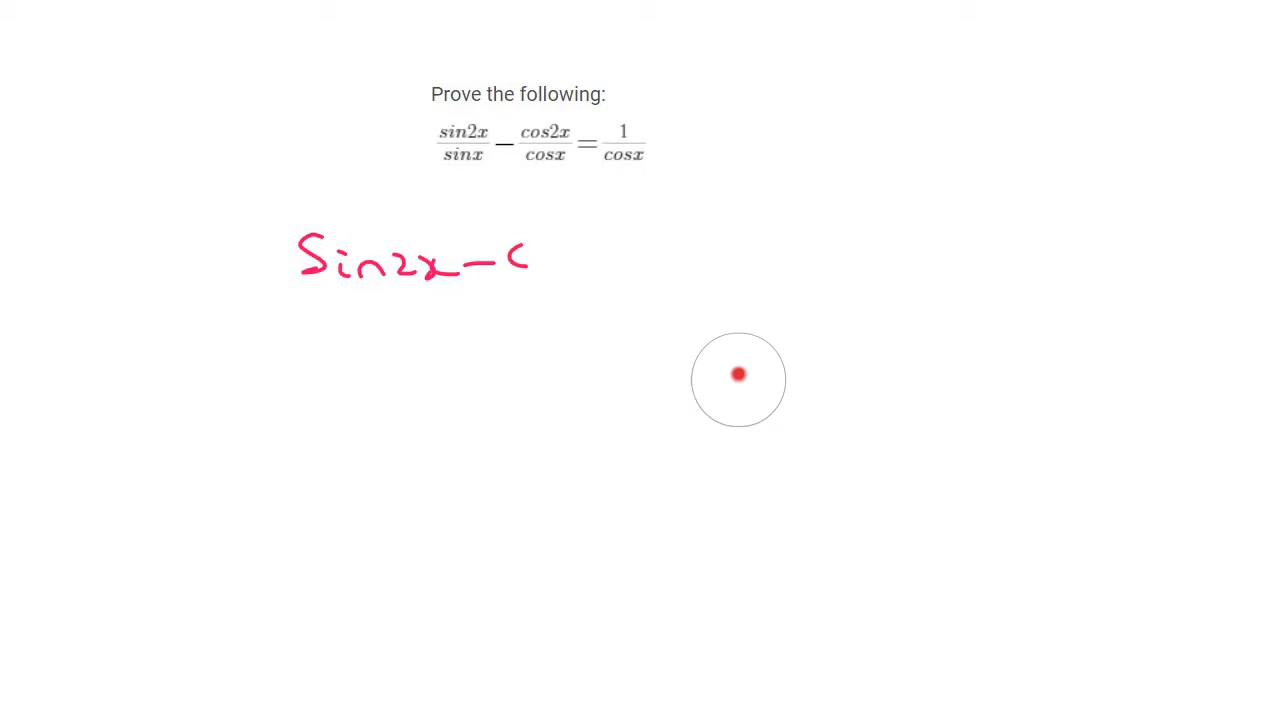 Prove the following:
sin2x/sinx − cos2x/cosx = 1/cosx
Sin2x − C